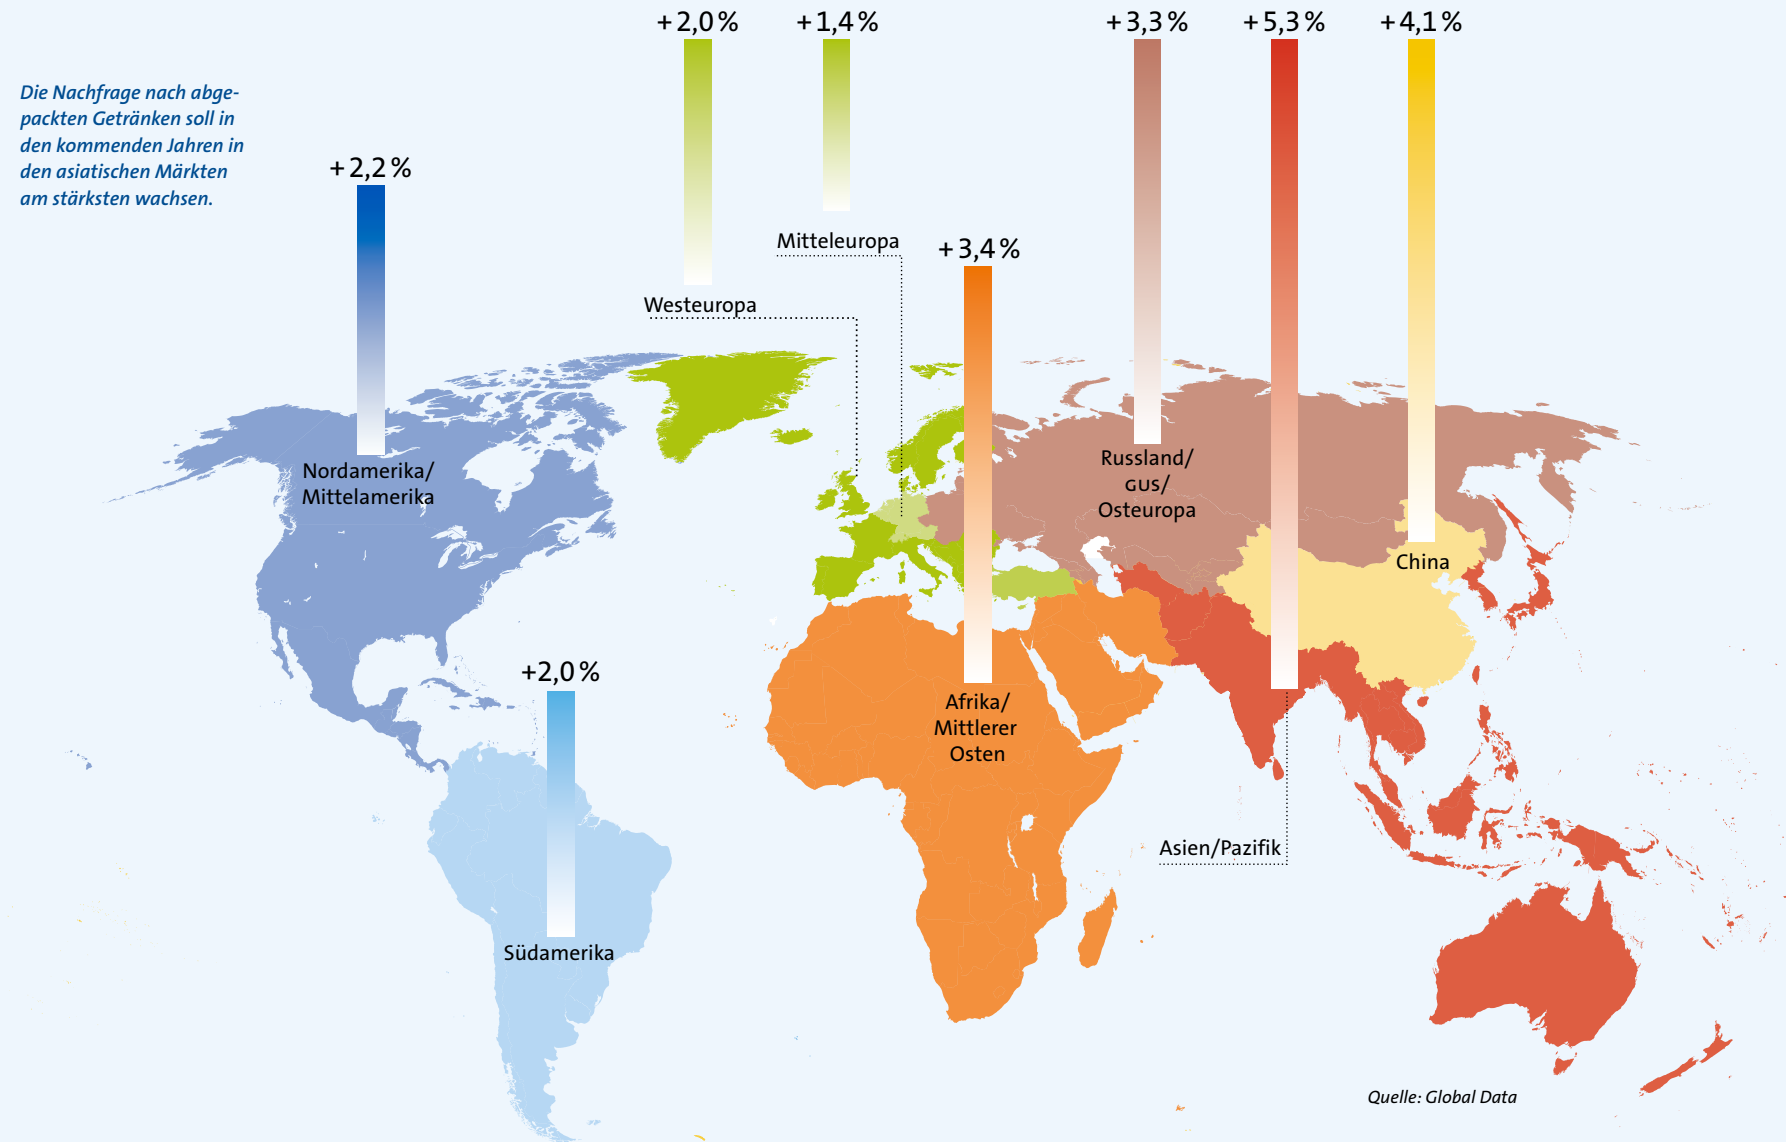 +2,0 %
+1,4 %
+3,3 %
+5,3 %
+4,1 %
Die Nachfrage nach abge-
packten Getränken soll in
den kommenden Jahren in
den asiatischen Märkten
am stärksten wachsen.
+2,2 %
Mitteleuropa
+3,4 %
Westeuropa
Nordamerika/
Mittelamerika
Russland/
GUS/
Osteuropa
China
+2,0 %
Afrika/
Mittlerer
Osten
Asien/Pazifik
Südamerika
Quelle: Global Data